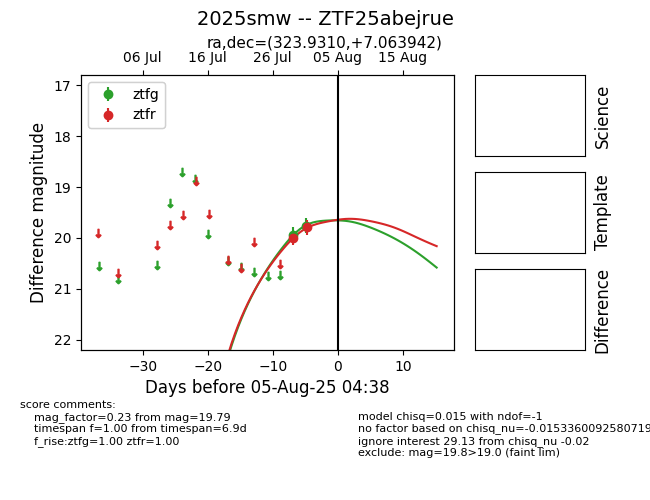 2025smw -- ZTF25abejrue
ra,dec=(323.9310,+7.063942)
06 Jul 16 Jul 26 Jul 05 Aug 15 Aug
ztfg
ztfr
17
18
19
20
21
22
Difference magnitude
−30 −20 −10 0 10
Days before 05-Aug-25 04:38
Science
Template
Difference
score comments:
mag_factor=0.23 from mag=19.79
timespan f=1.00 from timespan=6.9d
f_rise:ztfg=1.00 ztfr=1.00
model chisq=0.015 with ndof=-1
no factor based on chisq_nu=-0.0153360092580719
ignore interest 29.13 from chisq_nu -0.02
exclude: mag=19.8>19.0 (faint lim)